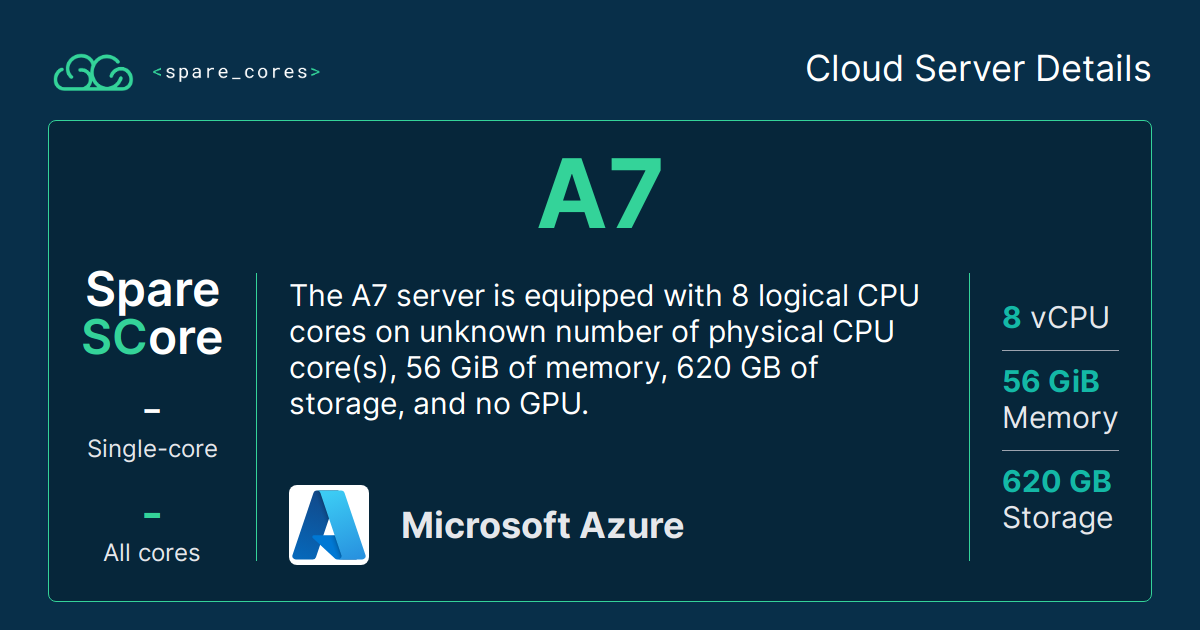 <spare_cores>
Cloud Server Details
A7
Spare
SCore
-
Single-core
-
All cores
The A7 server is equipped with 8 logical CPU
cores on unknown number of physical CPU
core(s), 56 GiB of memory, 620 GB of
storage, and no GPU.
Microsoft Azure
8 vCPU
56 GiB
Memory
620 GB
Storage